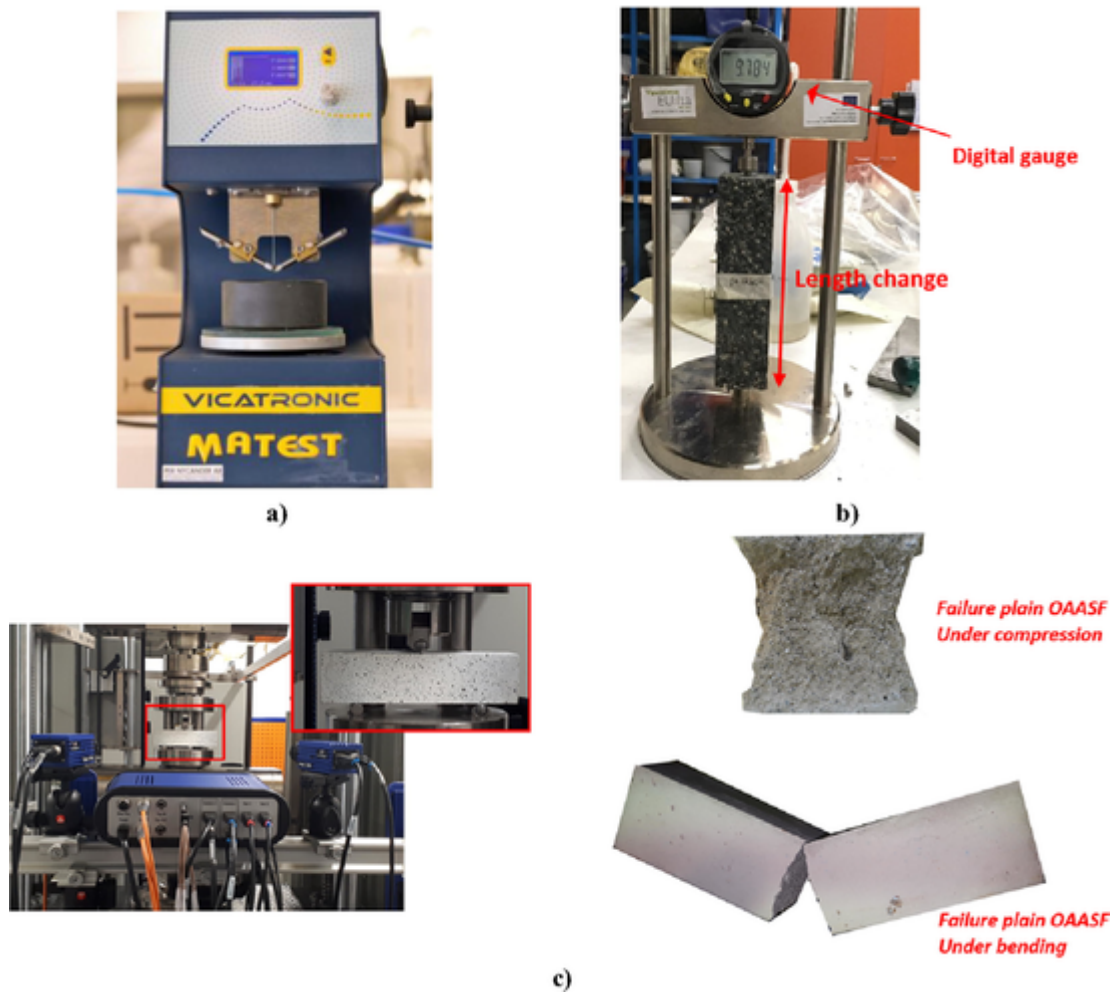 9.784
Digital gauge
Length change
VICATRONIC
MATEST
a)
b)
Failure plain OAASF
Under compression
Failure plain OAASF
Under bending
c)